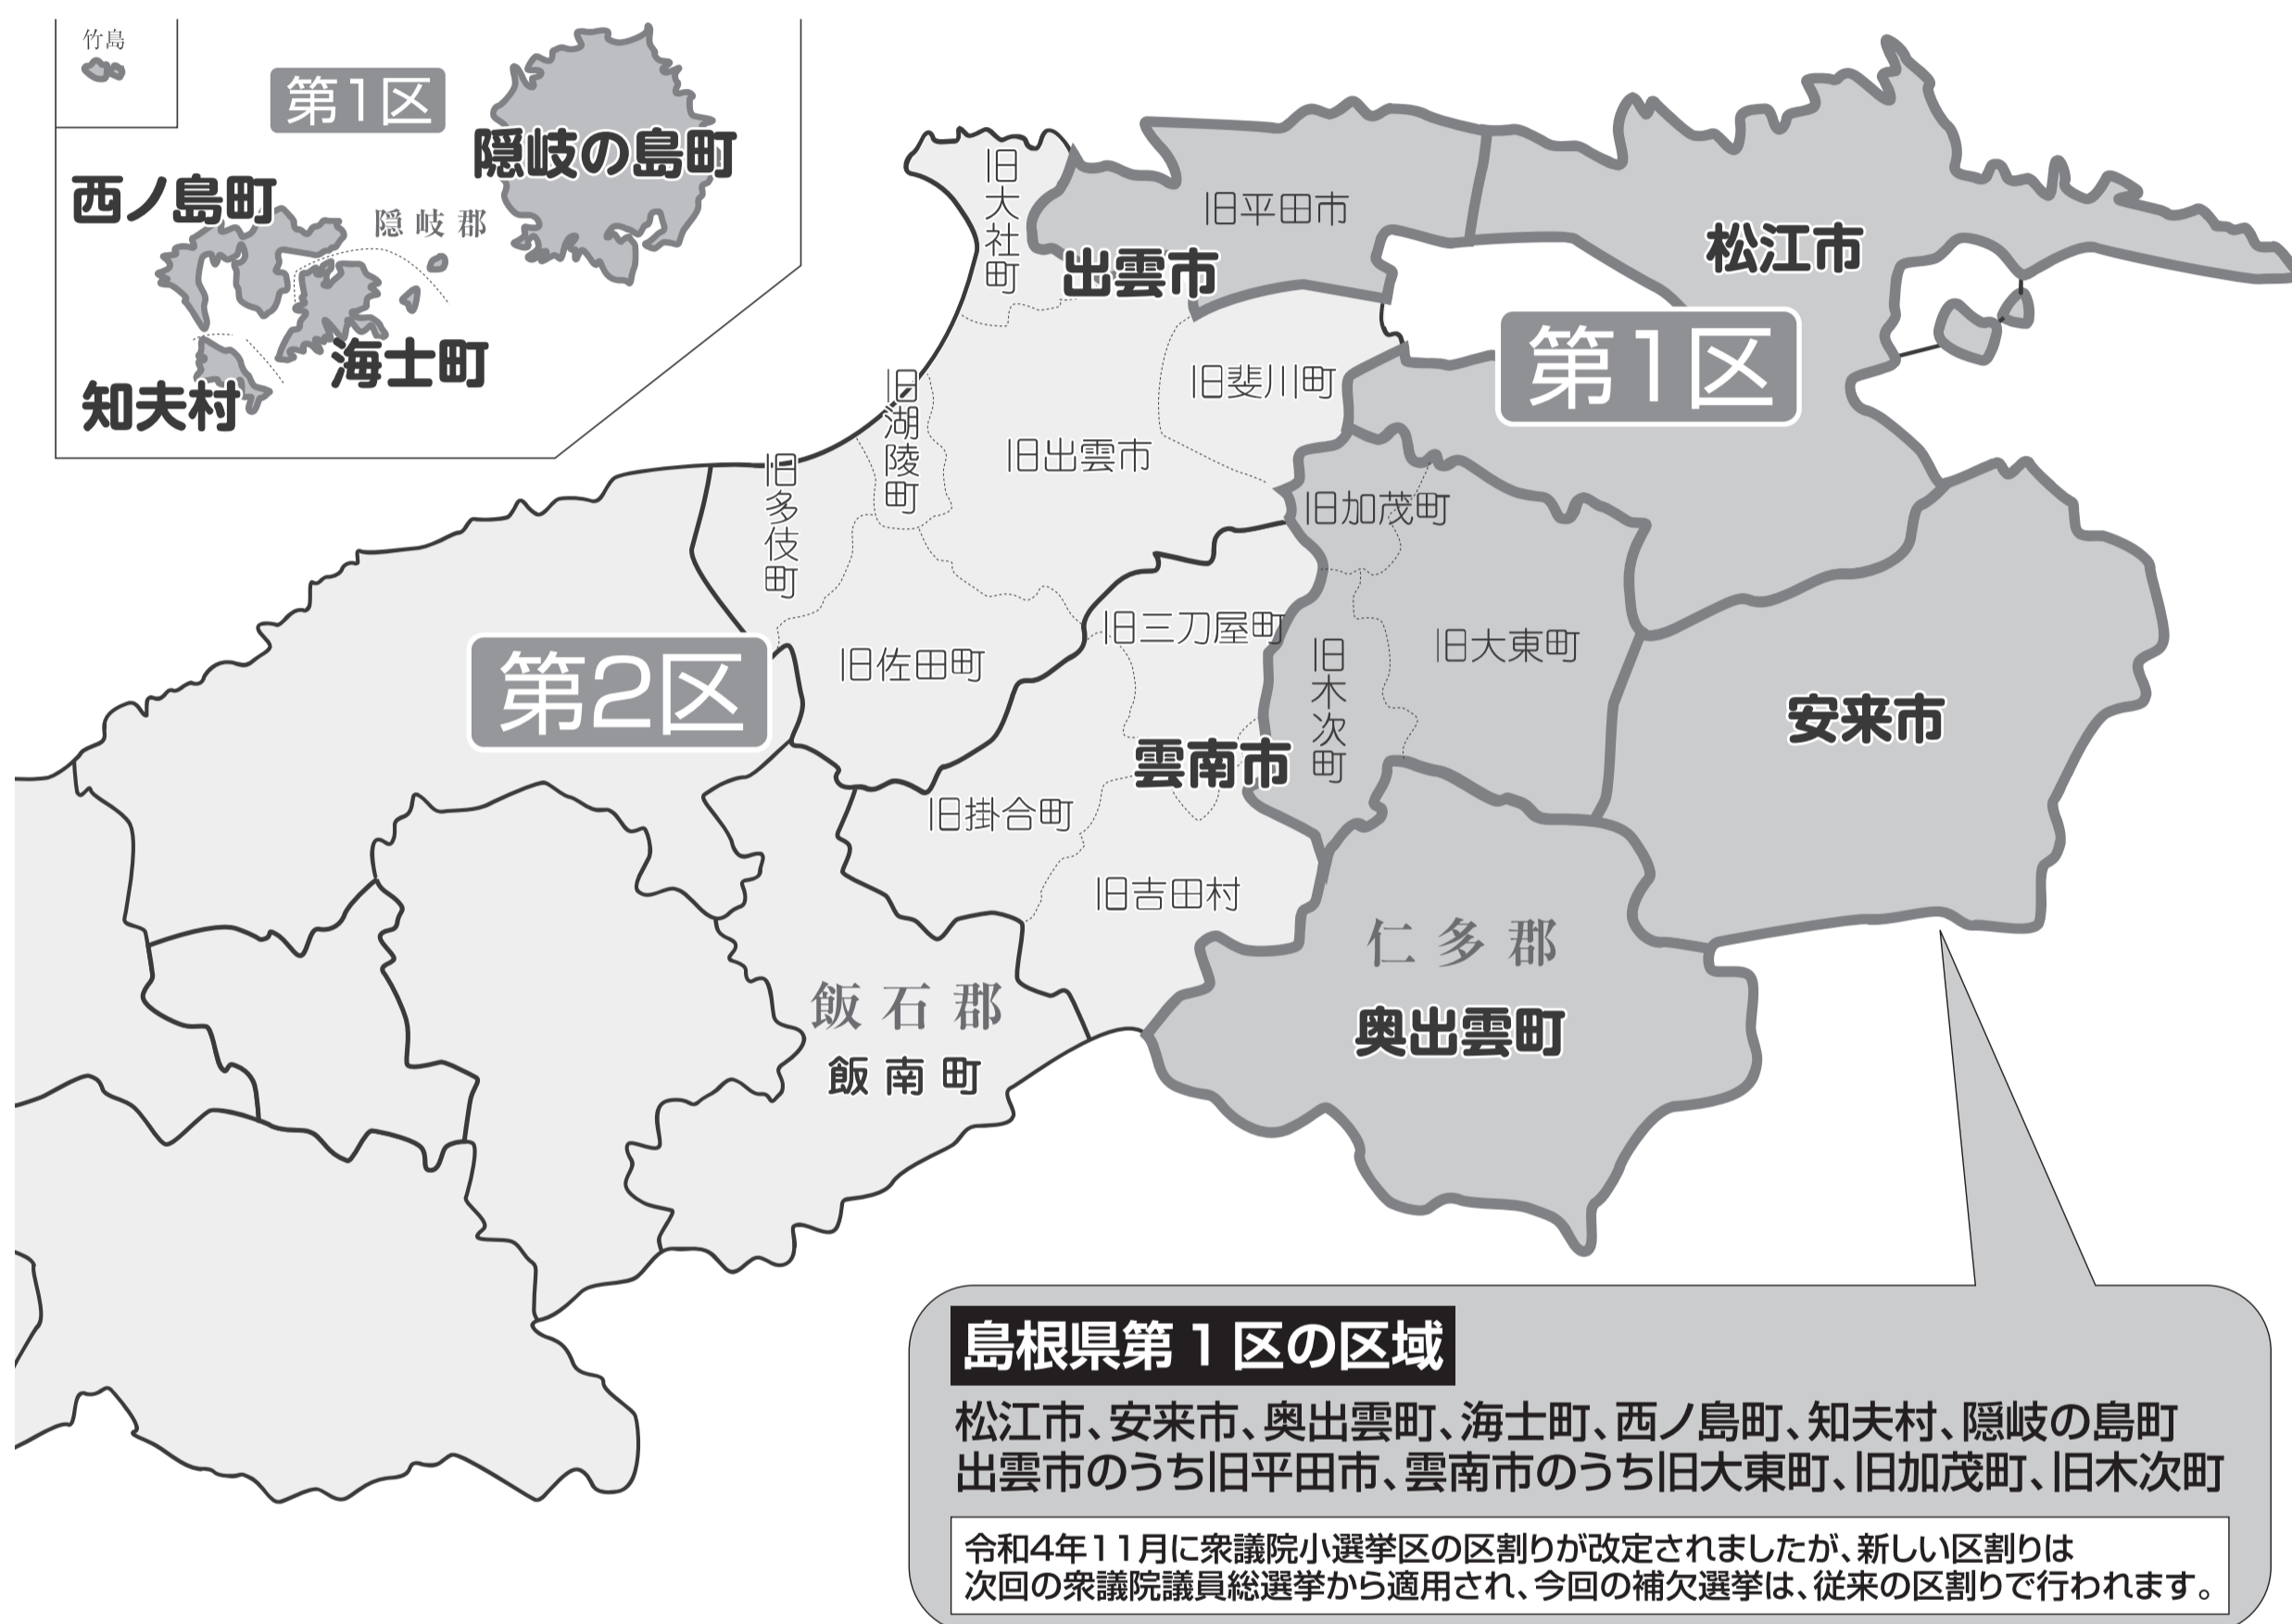 竹島
第1区
隠岐の島町
西ノ島町
隠岐郡
海士町
知夫村
旧大社町
旧平田市
出雲市
松江市
第1区
旧斐川町
旧湖陵町
旧出雲市
旧多伎町
旧加茂町
旧三刀屋町
旧佐田町
旧木次町
旧大東町
第2区
安来市
雲南市
旧掛合町
旧吉田村
仁多郡
奥出雲町
飯石郡
飯南町
島根県第1区の区域
松江市、安来市、奥出雲町、海士町、西ノ島町、知夫村、隠岐の島町
出雲市のうち旧平田市、雲南市のうち旧大東町、旧加茂町、旧木次町
令和4年11月に衆議院小選挙区の区割りが改定されましたが、新しい区割りは
次回の衆議院議員総選挙から適用され、今回の補欠選挙は、従来の区割りで行われます。